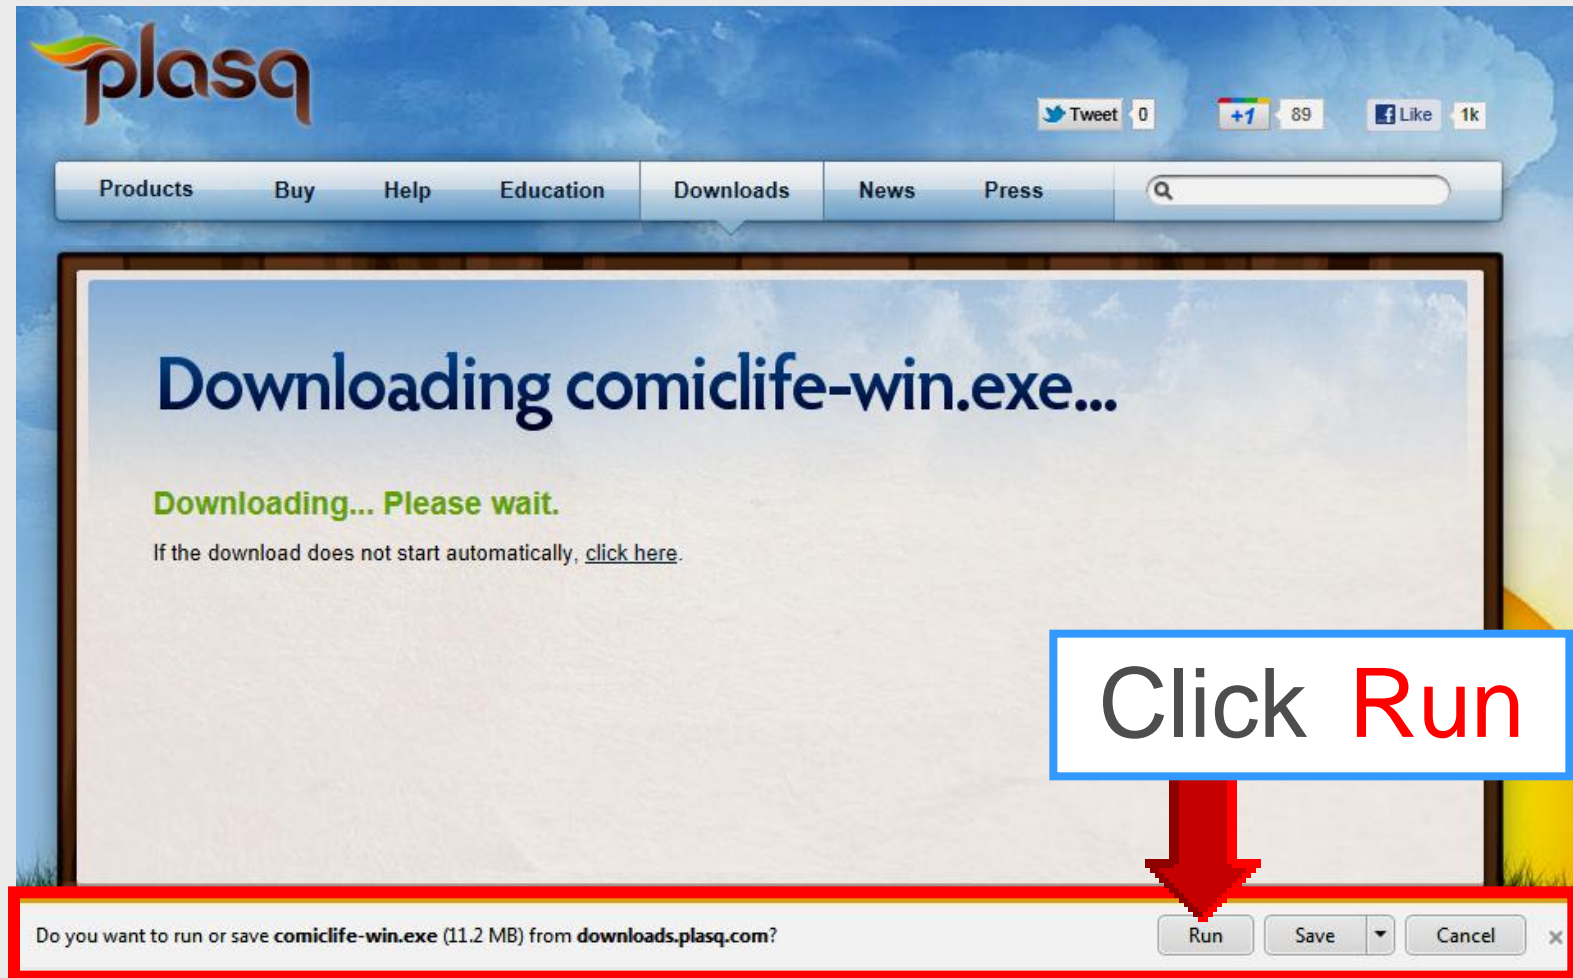 plasq
Tweet 0 +1 89 Like 1k
Products Buy Help Education Downloads News Press
Downloading comiclife-win.exe...
Downloading... Please wait.
If the download does not start automatically, click here.
Click Run
Do you want to run or save comiclife-win.exe (11.2 MB) from downloads.plasq.com? Run Save Cancel